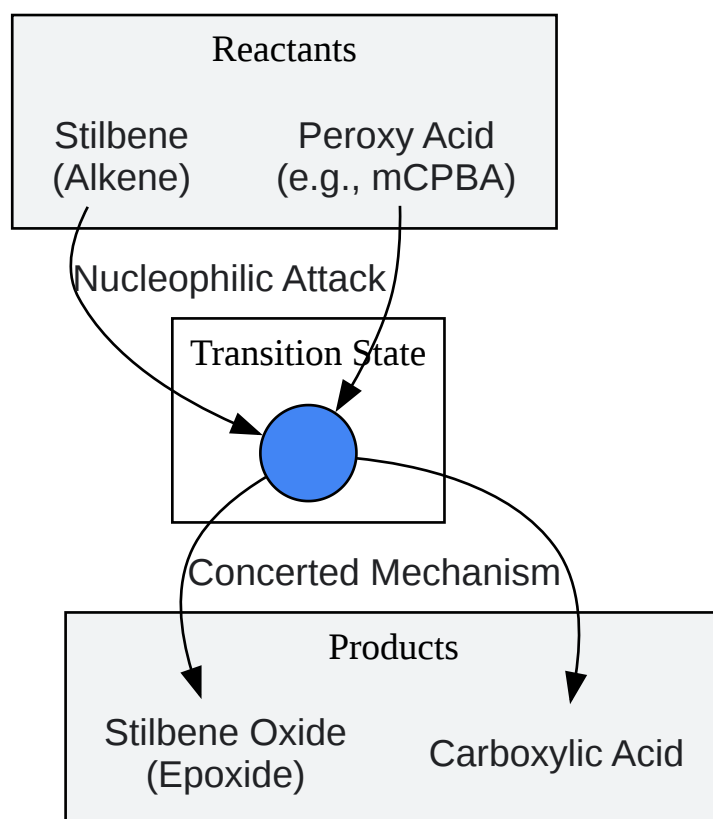 Reactants
Stilbene
(Alkene)
Peroxy Acid
(e.g., mCPBA)
Nucleophilic Attack
Transition State
Concerted Mechanism
Products
Stilbene Oxide
(Epoxide)
Carboxylic Acid